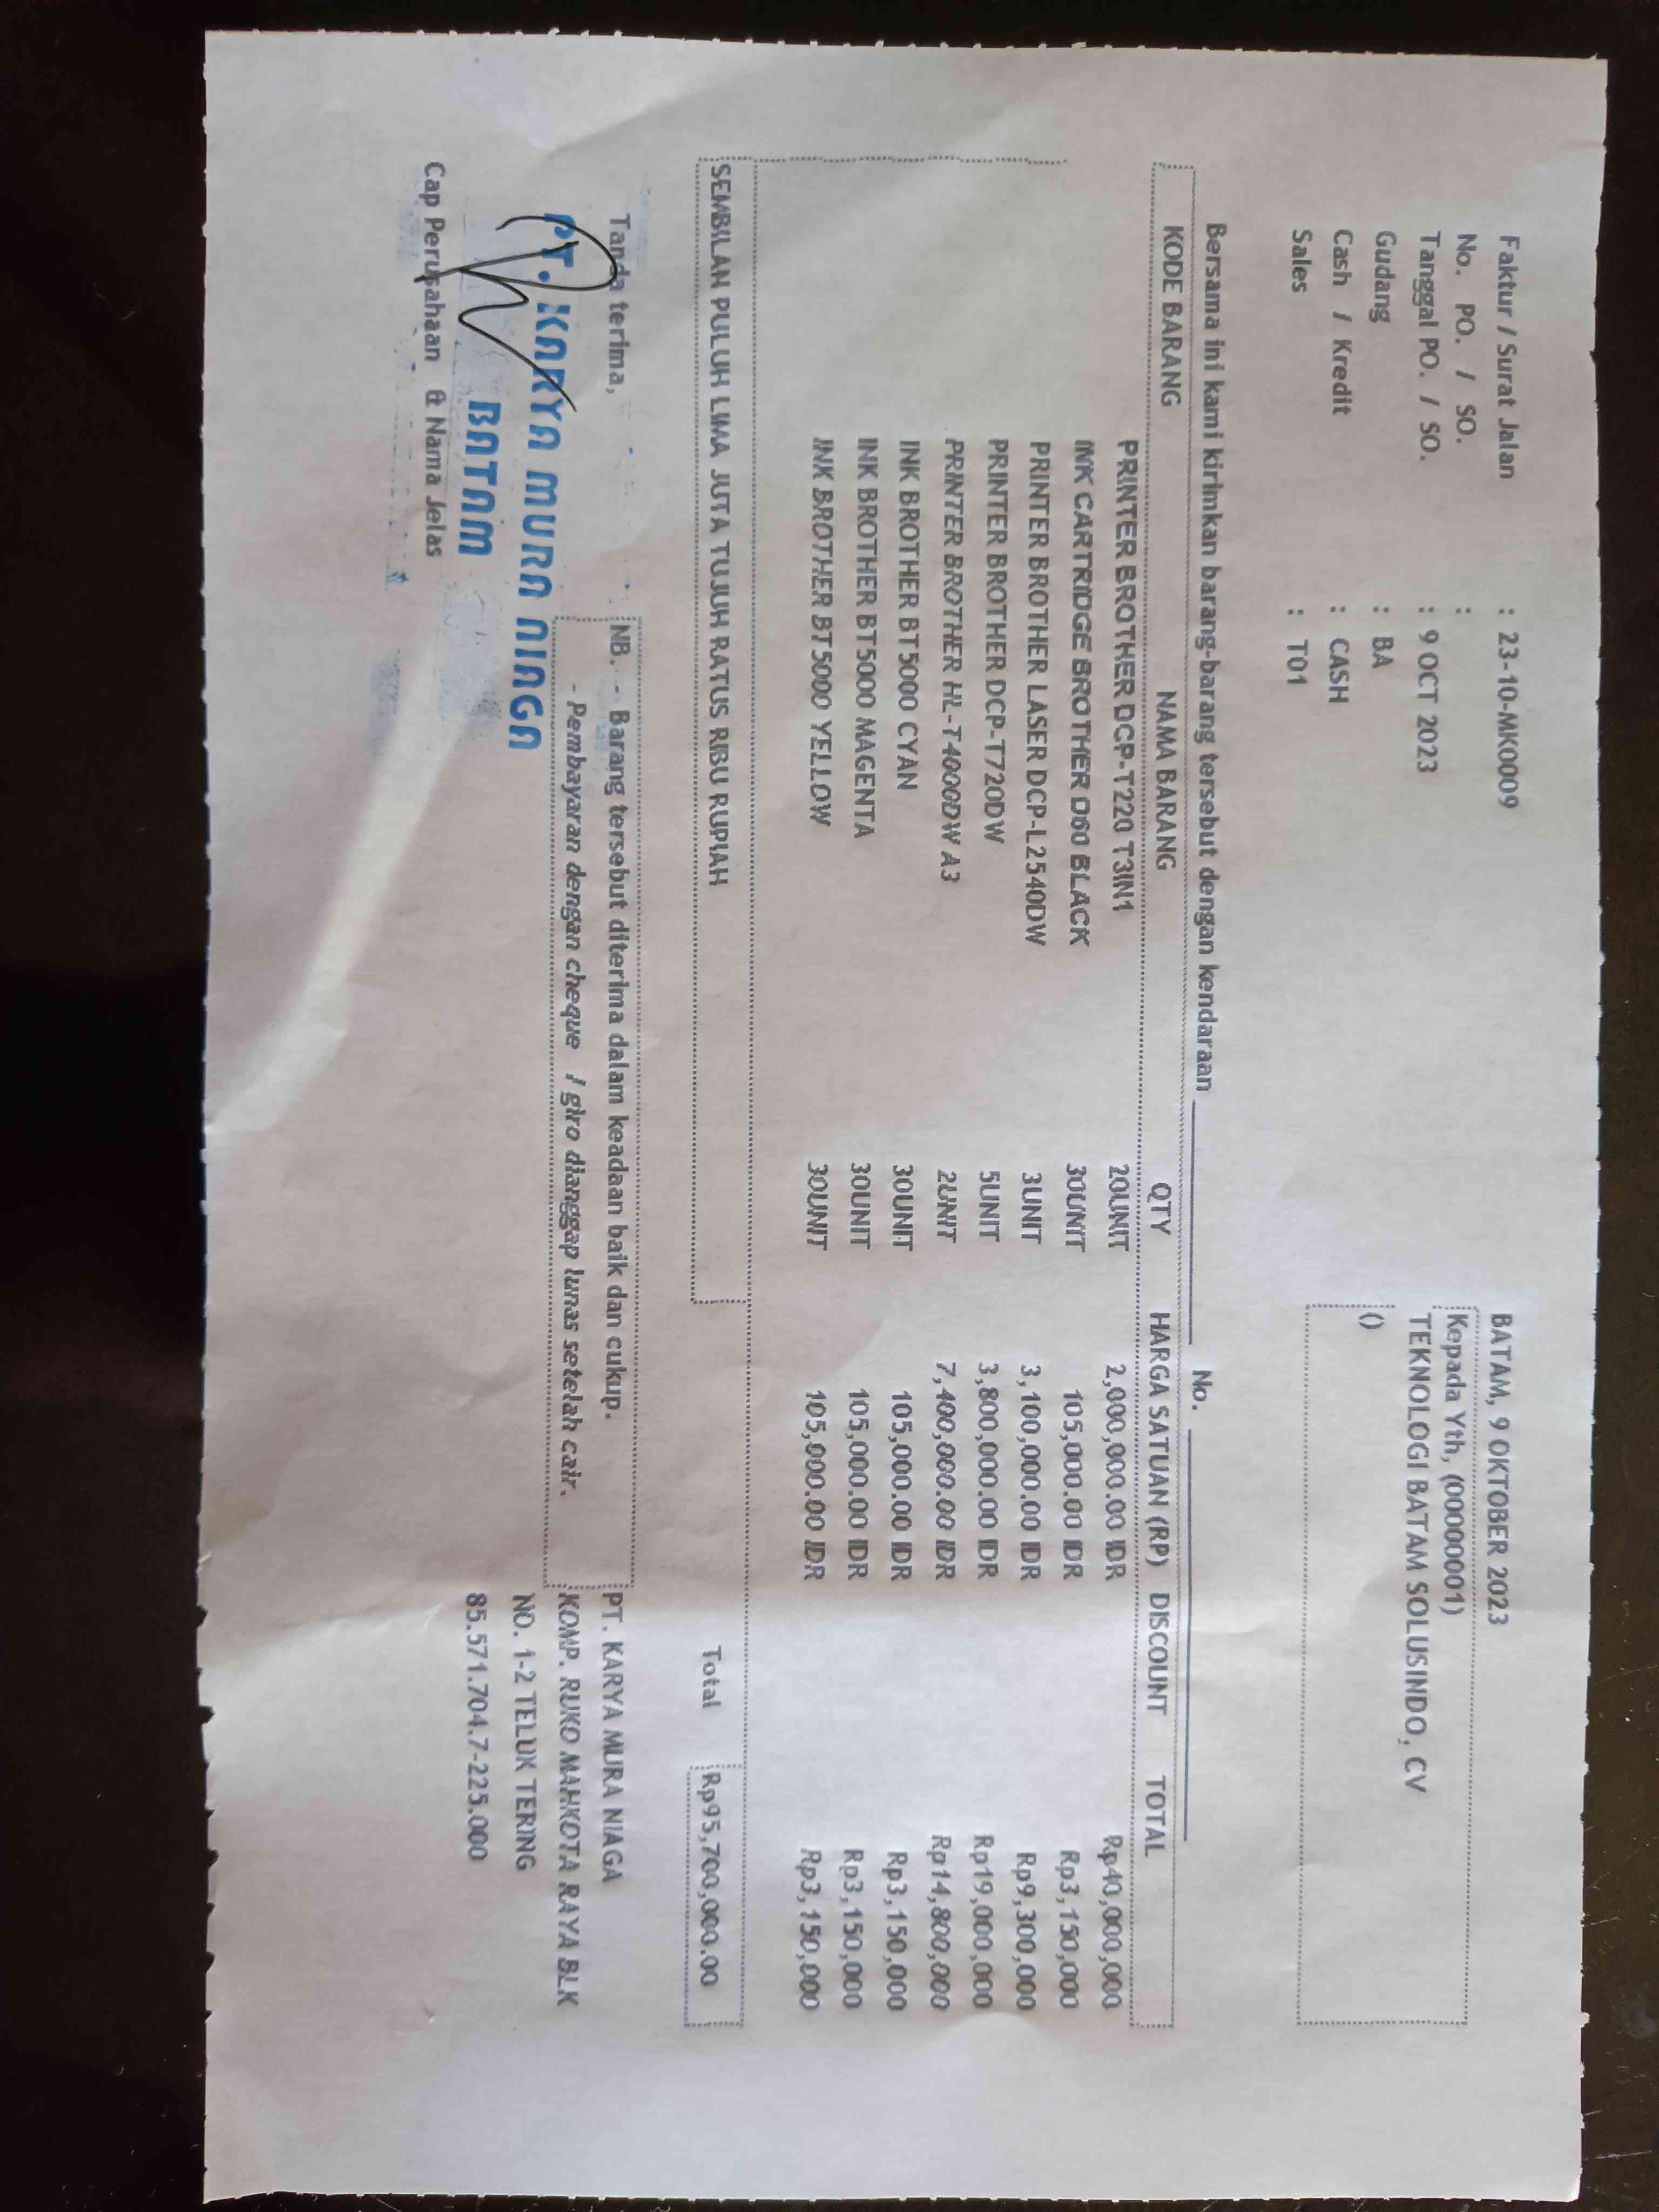 Faktur / Surat Jalan : 23-10-MK0009 BATAM, 9 OKTOBER 2023
No. PO. / SO. : Kepada Yth, (00000001)
Tanggal PO. / SO. : 9 OCT 2023 TEKNOLOGI BATAM SOLUSINDO, CV
Gudang : BA ()
Cash / Kredit : CASH
Sales : T01
Bersama ini kami kirimkan barang-barang tersebut dengan kendaraan No.
KODE BARANG NAMA BARANG QTY HARGA SATUAN (RP) DISCOUNT TOTAL
PRINTER BROTHER DCP-T220 T3IN1 20UNIT 2,000,000.00 IDR Rp40,000,000
INK CARTRIDGE BROTHER D60 BLACK 30UNIT 105,000.00 IDR Rp3,150,000
PRINTER BROTHER LASER DCP-L2540DW 3UNIT 3,100,000.00 IDR Rp9,300,000
PRINTER BROTHER DCP-T720DW 5UNIT 3,800,000.00 IDR Rp19,000,000
PRINTER BROTHER HL-T4000DW A3 2UNIT 7,400,000.00 IDR Rp14,800,000
INK BROTHER BT5000 CYAN 30UNIT 105,000.00 IDR Rp3,150,000
INK BROTHER BT5000 MAGENTA 30UNIT 105,000.00 IDR Rp3,150,000
INK BROTHER BT5000 YELLOW 30UNIT 105,000.00 IDR Rp3,150,000
SEMBILAN PULUH LIMA JUTA TUJUH RATUS RIBU RUPIAH Total Rp95,700,000.00
Tanda terima, NB. - Barang tersebut diterima dalam keadaan baik dan cukup. PT. KARYA MURA NIAGA
- Pembayaran dengan cheque / giro dianggap lunas setelah cair. KOMP. RUKO MAHKOTA RAYA BLK
PT. KARYA MURA NIAGA NO. 1-2 TELUK TERING
BATAM 85.571.704.7-225.000
Cap Perusahaan & Nama Jelas